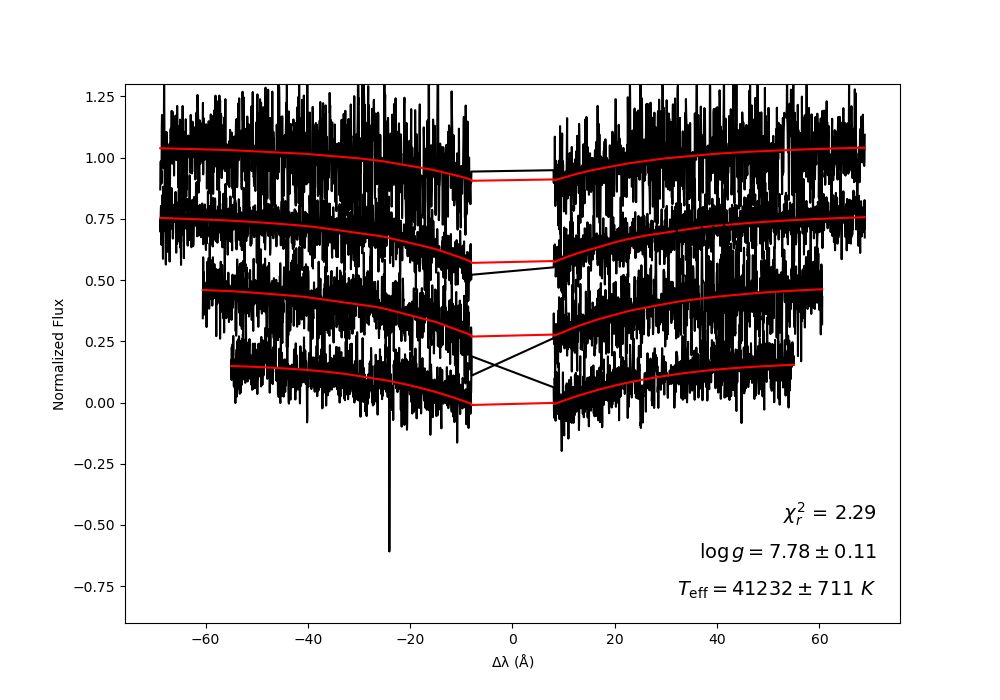 1.25
1.00
0.75
0.50
0.25
0.00
−0.25
−0.50
−0.75
Normalized Flux
χ²ᵣ = 2.29
log g = 7.78 ± 0.11
T_eff = 41232 ± 711 K
−60 −40 −20 0 20 40 60
Δλ (Å)